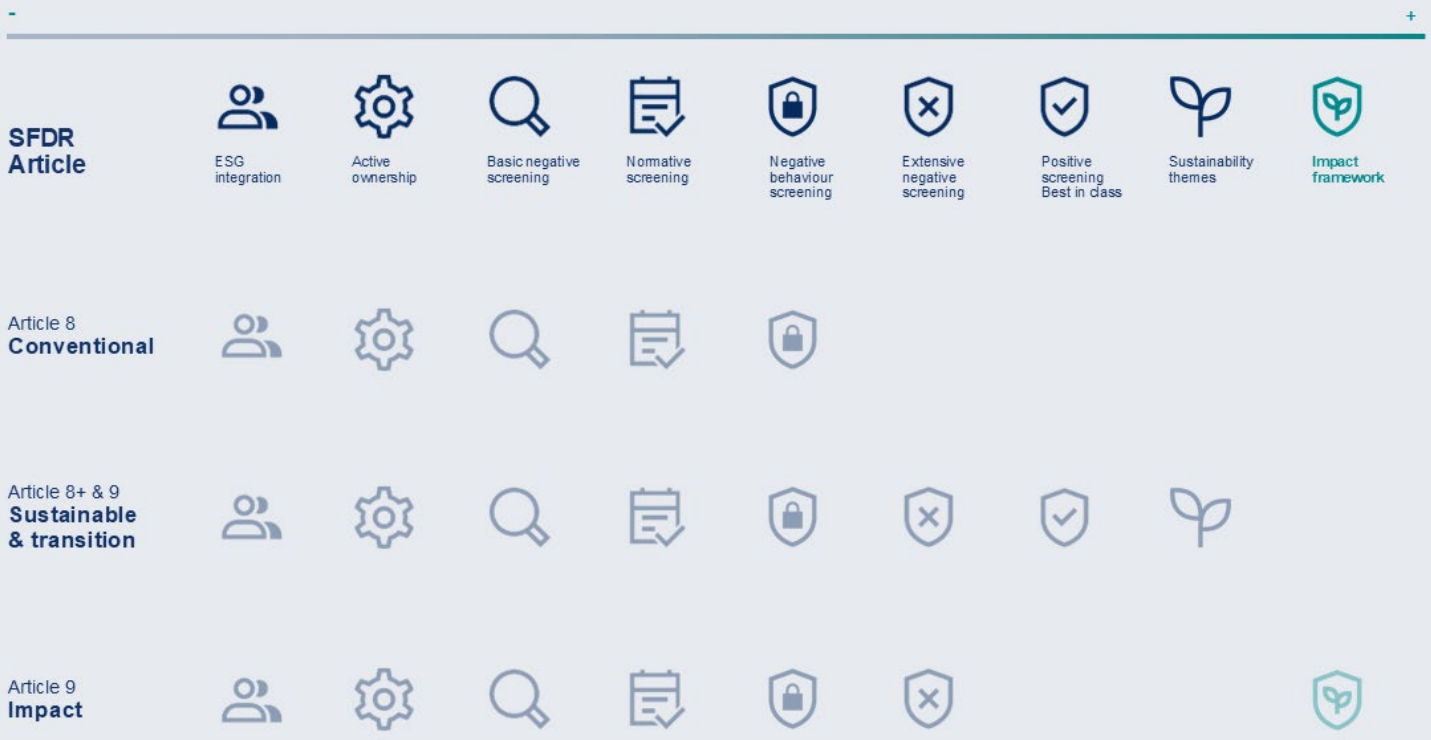 -
+
SFDR
Article
ESG
integration
Active
ownership
Basic negative
screening
Normative
screening
Negative
behaviour
screening
Extensive
negative
screening
Positive
screening
Best in class
Sustainability
themes
Impact
framework
Article 8
Conventional
Article 8+ & 9
Sustainable
& transition
Article 9
Impact